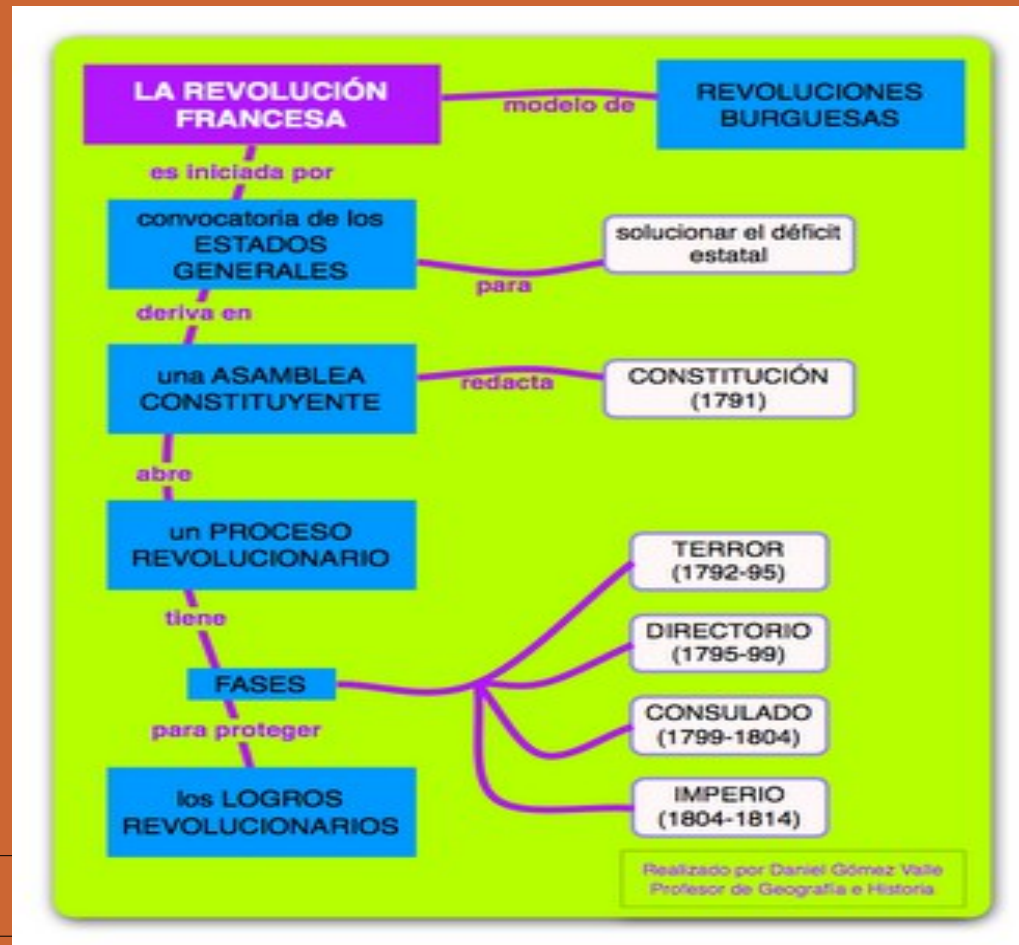 LA REVOLUCIÓN
FRANCESA
modelo de
REVOLUCIONES
BURGUESAS
es iniciada por
convocatoria de los
ESTADOS
GENERALES
para
solucionar el déficit
estatal
deriva en
una ASAMBLEA
CONSTITUYENTE
redacta
CONSTITUCIÓN
(1791)
abre
un PROCESO
REVOLUCIONARIO
tiene
FASES
TERROR
(1792-95)
DIRECTORIO
(1795-99)
CONSULADO
(1799-1804)
IMPERIO
(1804-1814)
para proteger
los LOGROS
REVOLUCIONARIOS
Realizado por Daniel Gómez Valle
Profesor de Geografía e Historia